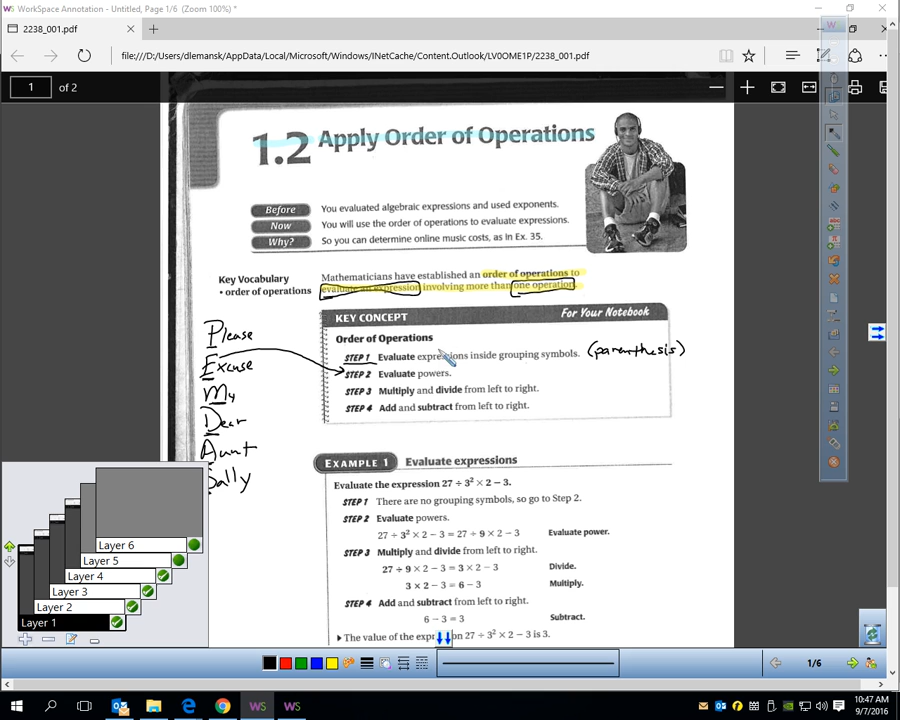 WorkSpace Annotation - Untitled*, Page 1/6 (Zoom 100%) *
2238_001.pdf
file:///D:/Users/dlemansk/AppData/Local/Microsoft/Windows/INetCache/Content.Outlook/LV0OME1P/2238_001.pdf
1 of 2
1.2 Apply Order of Operations
Before You evaluated algebraic expressions and used exponents.
Now You will use the order of operations to evaluate expressions.
Why? So you can determine online music costs, as in Ex. 35.
Key Vocabulary
• order of operations
Mathematicians have established an order of operations to
evaluate an expression involving more than one operation.
KEY CONCEPT For Your Notebook
Order of Operations
STEP 1 Evaluate expressions inside grouping symbols. (parenthesis)
STEP 2 Evaluate powers.
STEP 3 Multiply and divide from left to right.
STEP 4 Add and subtract from left to right.
Please
Excuse
My
Dear
Aunt
Sally
EXAMPLE 1 Evaluate expressions
Evaluate the expression 27 ÷ 3² × 2 − 3.
STEP 1 There are no grouping symbols, so go to Step 2.
STEP 2 Evaluate powers.
27 ÷ 3² × 2 − 3 = 27 ÷ 9 × 2 − 3 Evaluate power.
STEP 3 Multiply and divide from left to right.
27 ÷ 9 × 2 − 3 = 3 × 2 − 3 Divide.
3 × 2 − 3 = 6 − 3 Multiply.
STEP 4 Add and subtract from left to right.
6 − 3 = 3 Subtract.
The value of the expr on 27 ÷ 3² × 2 − 3 is 3.
Layer 6
Layer 5
Layer 4
Layer 3
Layer 2
Layer 1
1/6
10:47 AM
9/7/2016